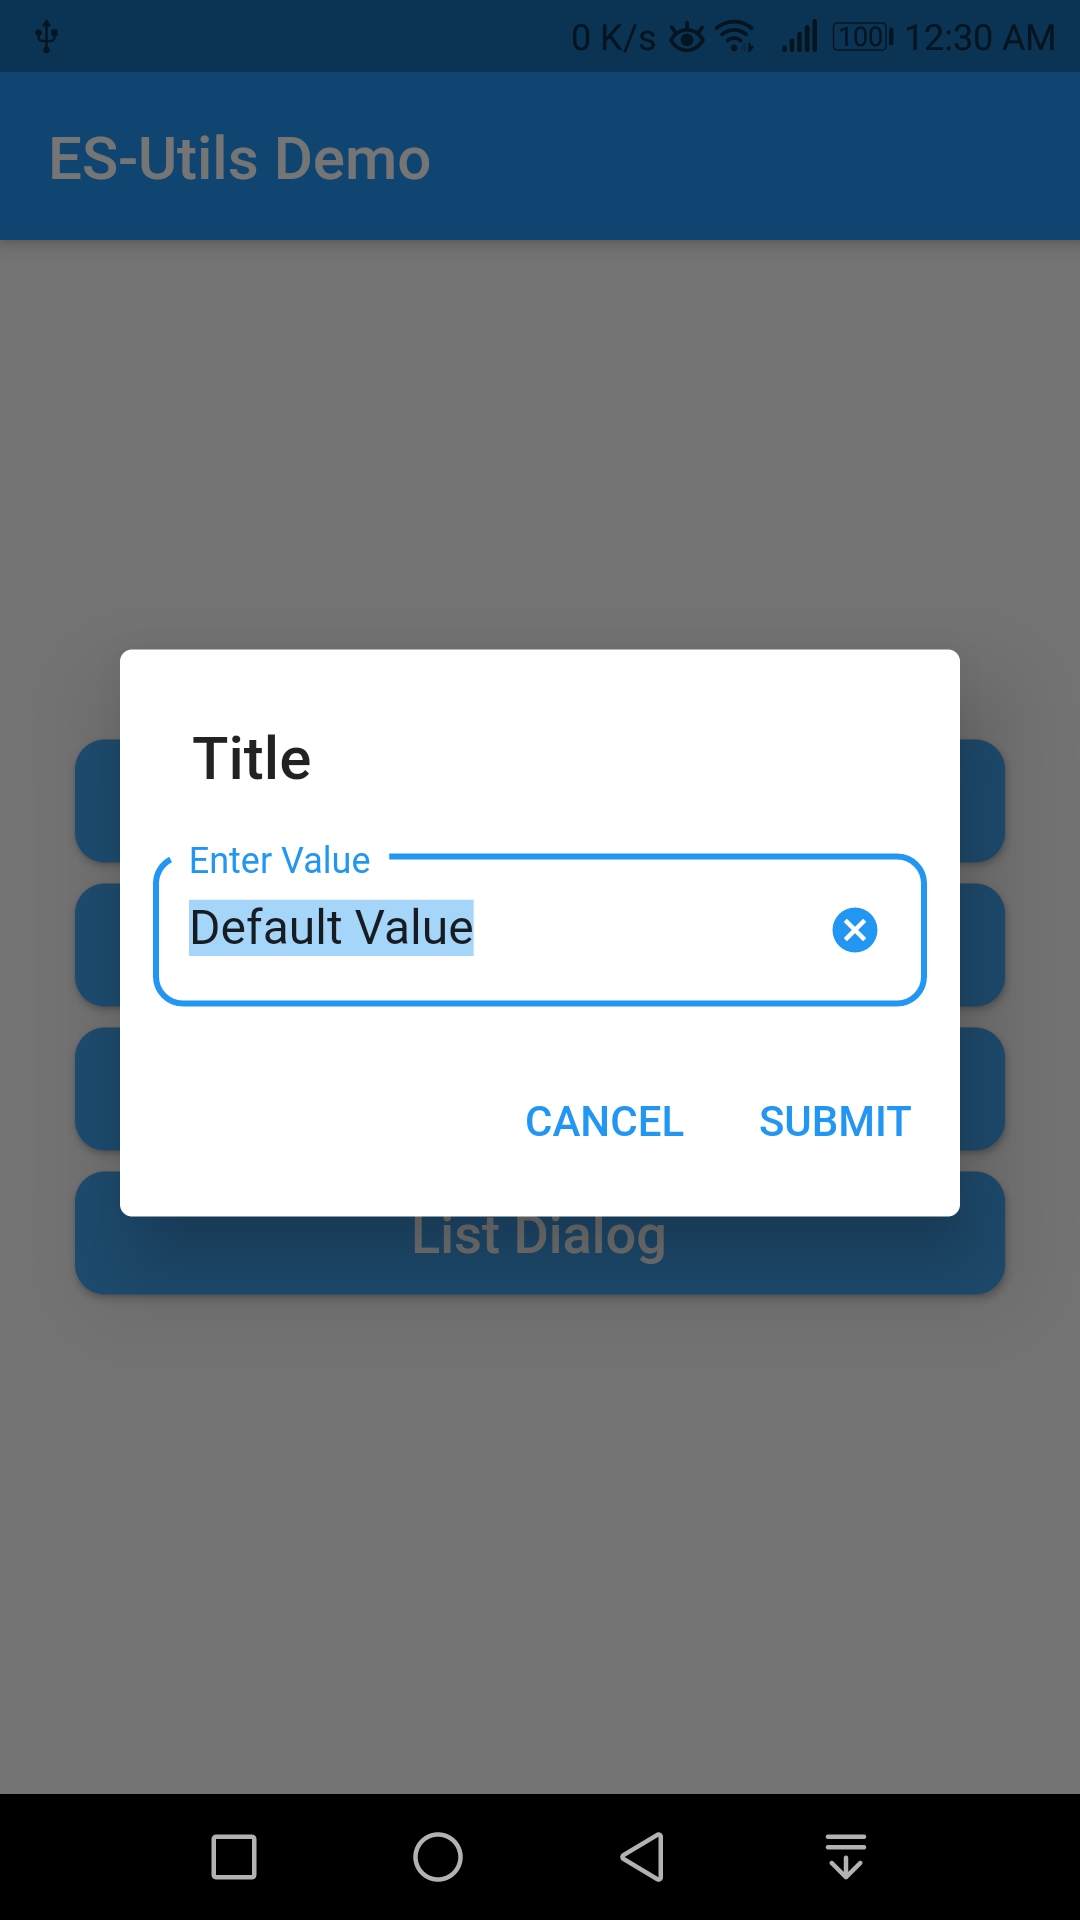 0 K/s 100 12:30 AM
ES-Utils Demo
Title
Enter Value
Default Value
CANCEL SUBMIT
List Dialog